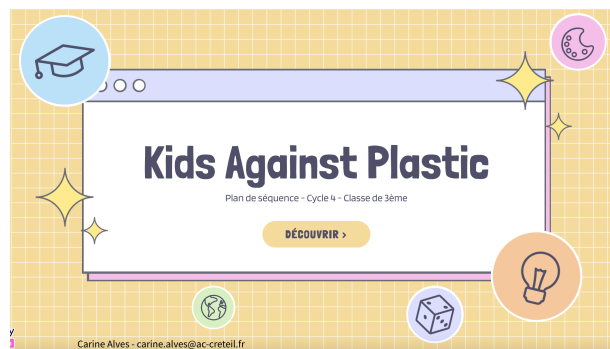 Kids Against Plastic
Plan de séquence - Cycle 4 - Classe de 3ème
DÉCOUVRIR >
y
Carine Alves - carine.alves@ac-creteil.fr